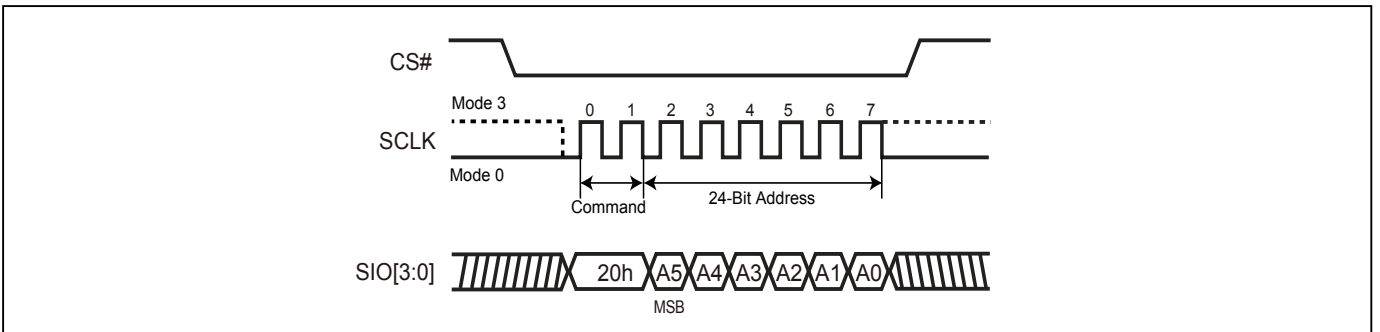 CS#
Mode 3
0 1 2 3 4 5 6 7
SCLK
Mode 0
Command
24-Bit Address
SIO[3:0]
20h A5 A4 A3 A2 A1 A0
MSB